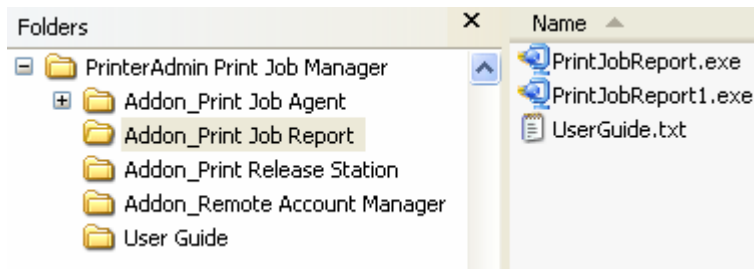 Folders
PrinterAdmin Print Job Manager
Addon_Print Job Agent
Addon_Print Job Report
Addon_Print Release Station
Addon_Remote Account Manager
User Guide
Name
PrintJobReport.exe
PrintJobReport1.exe
UserGuide.txt